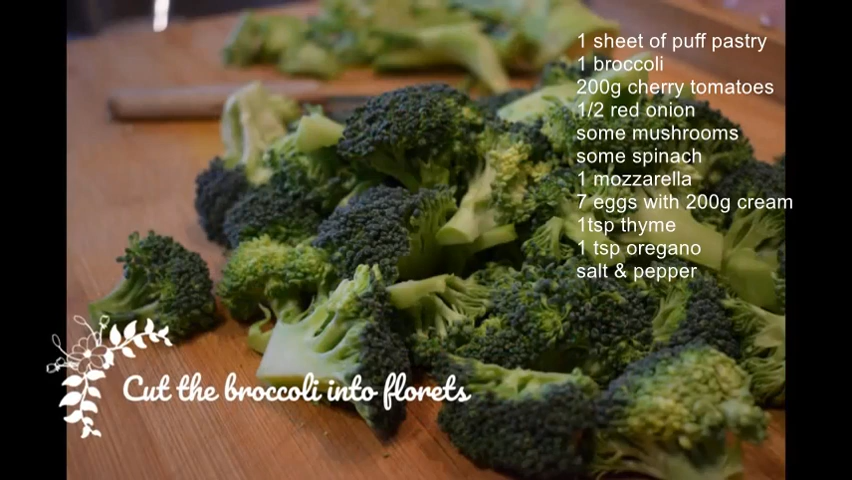 1 sheet of puff pastry
1 broccoli
200g cherry tomatoes
1/2 red onion
some mushrooms
some spinach
1 mozzarella
7 eggs with 200g cream
1tsp thyme
1 tsp oregano
salt & pepper
Cut the broccoli into florets